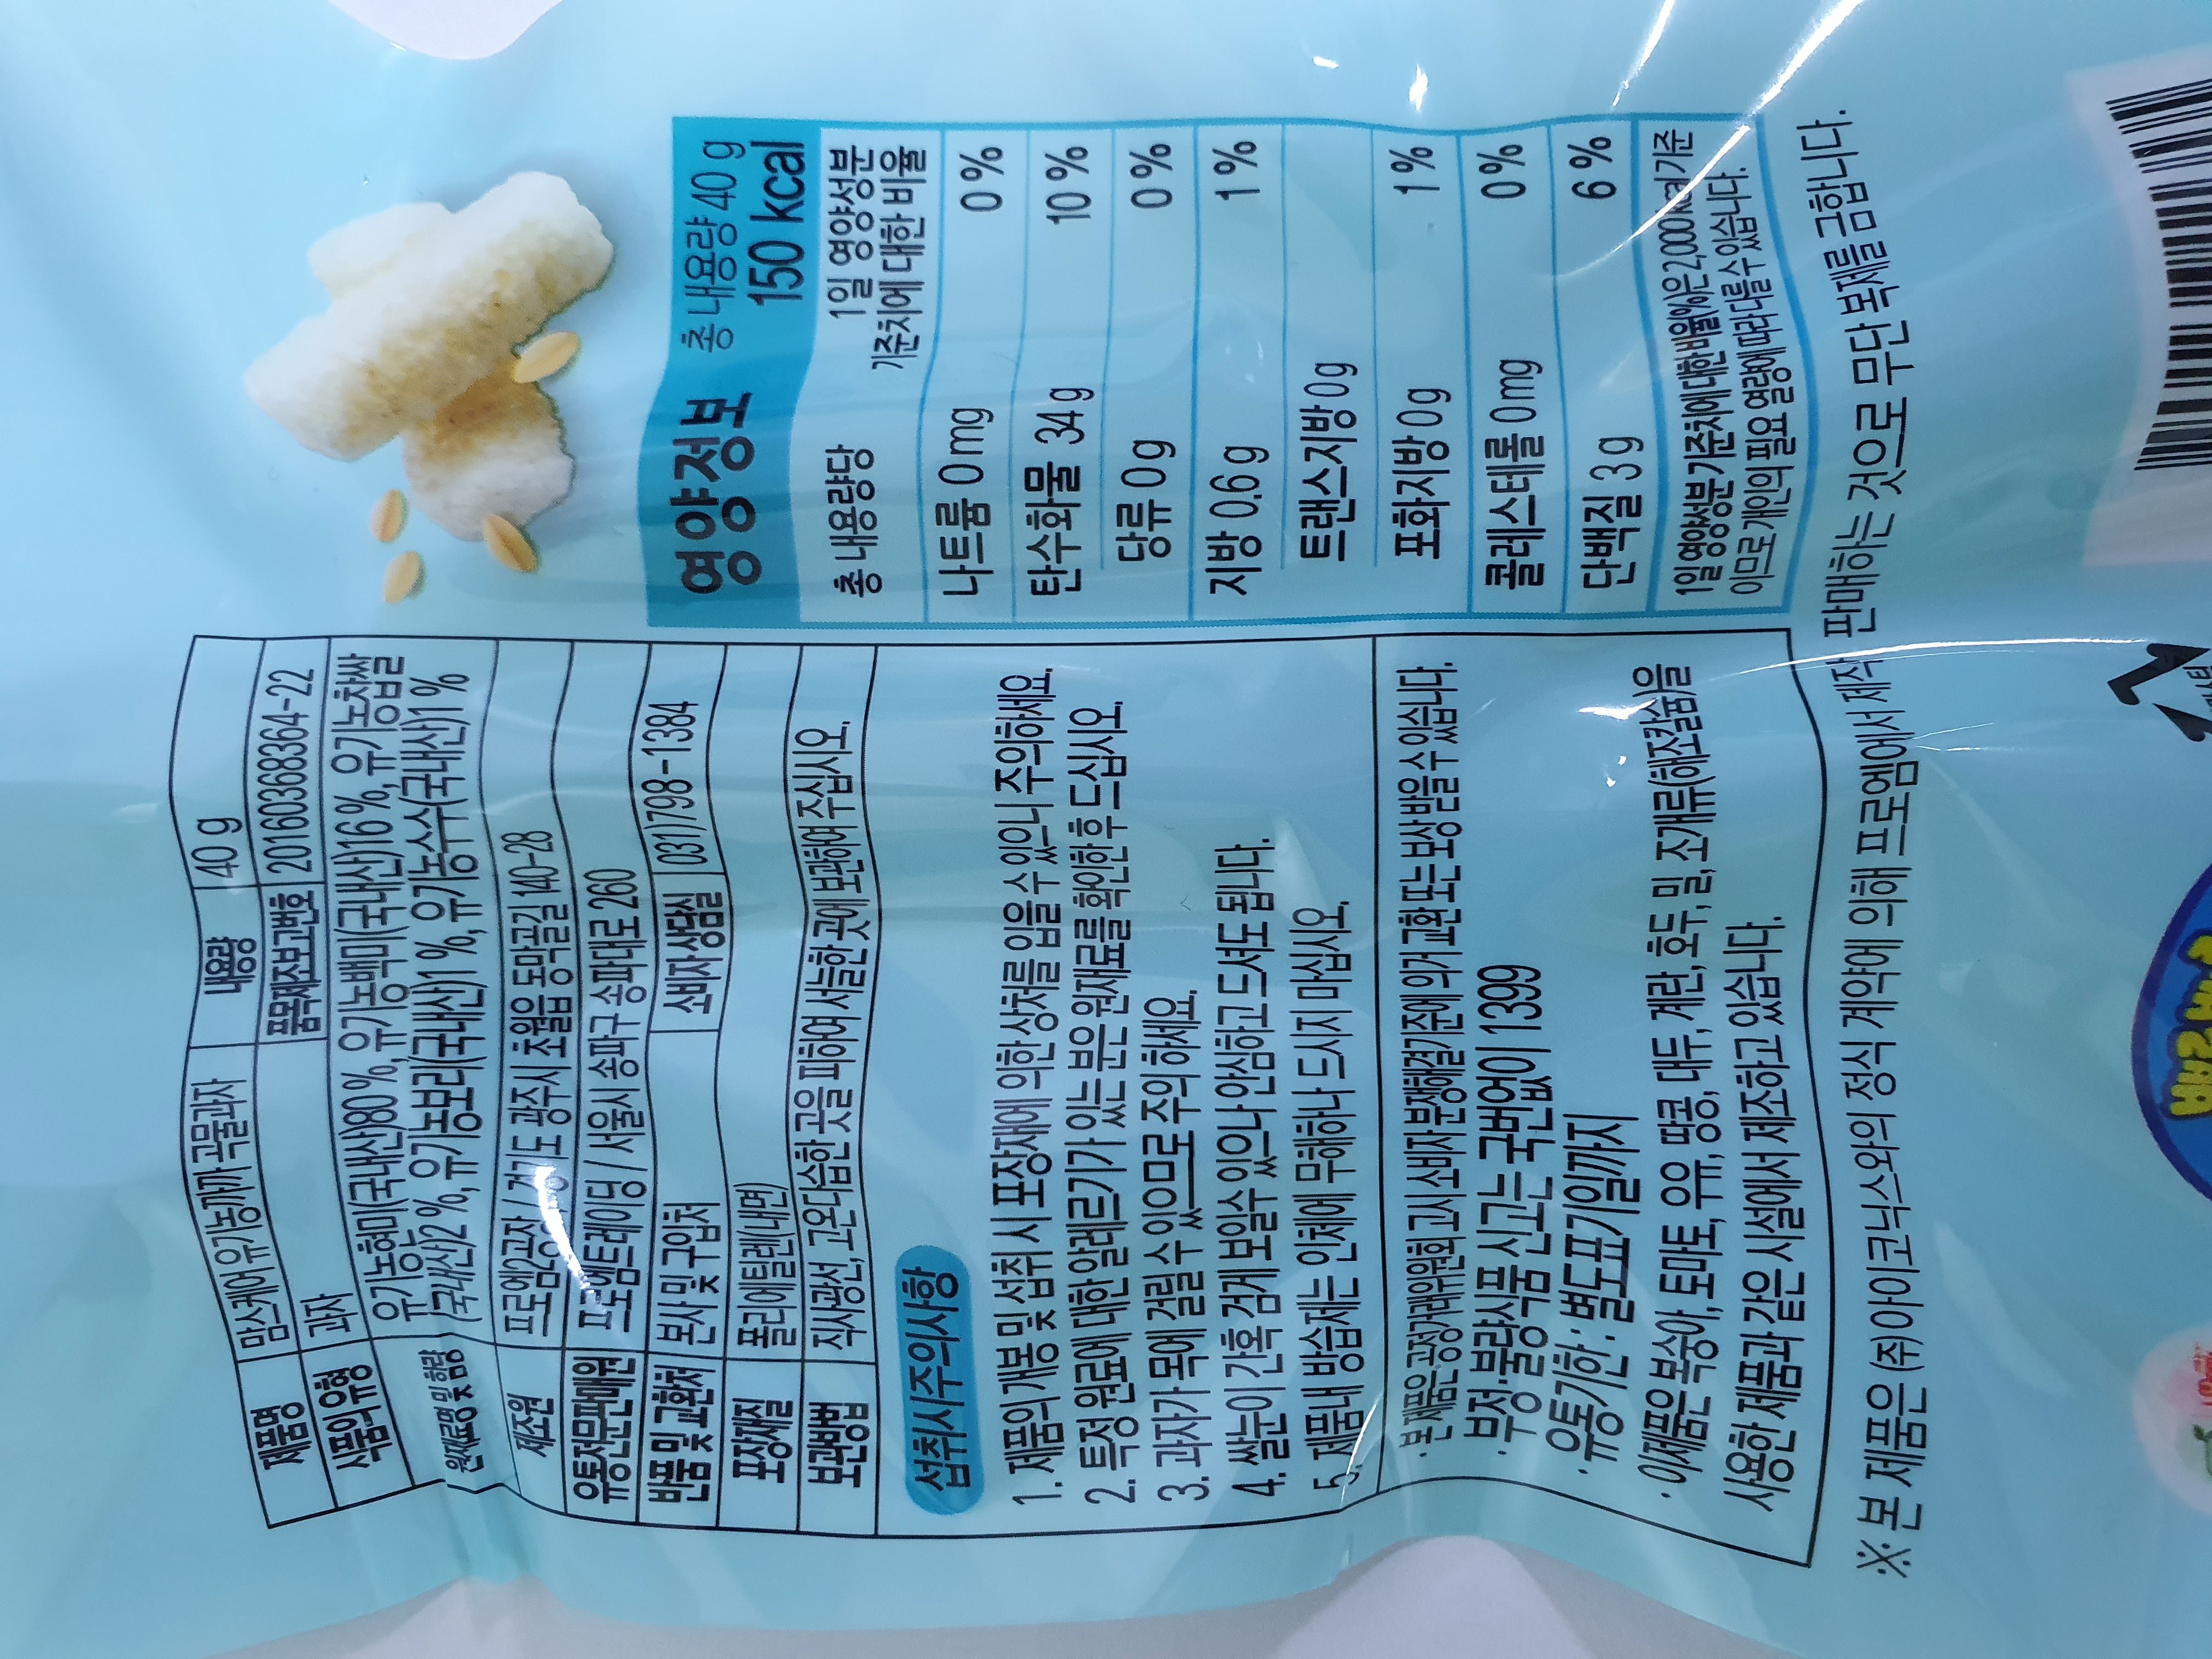 제품명 맘스케어 유기농가까 곡물과자 내용량 40 g
식품의 유형 과자 품목제조보고번호 20160368364-22
원재료명 및 함량 유기농현미(국내산)80 %, 유기농백미(국내산)16 %, 유기농차쌀
(국내산)2 %, 유기농보리(국내산)1 %, 유기농수수(국내산)1 %
제조원 프로엠2공장 / 경기도 광주시 초월읍 도마곡길 140-28
유통전문판매원 프로엠트레이딩 / 서울시 송파구 송파대로 260
반품 및 교환처 본사 및 구입처 소비자상담실 031)798-1384
포장재질 폴리에틸렌(내면)
보관방법 직사광선, 고온다습한 곳을 피하여 서늘한 곳에 보관하여 주십시오.
섭취시주의사항
1. 제품의 개봉 및 섭취 시 포장재에 의한 상처를 입을 수 있으니 주의하세요.
2. 특정 원료에 대한 알레르기가 있는 분은 원재료를 확인한 후 드십시오.
3. 과자가 목에 걸릴 수 있으므로 주의 하세요.
4. 쌀눈이 간혹 검게 보일수 있으나 안심하고 드셔도 됩니다.
5. 제품내 방습제는 인체에 무해하나 드시지 마십시오.
· 본 제품은 공정거래위원회 고시 소비자분쟁해결기준에 의거 교환 또는 보상 받을 수 있습니다.
· 부정·불량식품 신고는 국번없이 1399
· 유통기한 : 별도표기일까지
· 이제품은 복숭아, 토마토, 우유, 땅콩, 대두, 계란, 호두, 밀, 조개류(해조칼슘)을
사용한 제품과 같은 시설에서 제조하고 있습니다.
영양정보 총 내용량 40 g
150 kcal
총 내용량당 1일 영양성분
기준치에 대한 비율
나트륨 0 mg 0 %
탄수화물 34 g 10 %
당류 0 g 0 %
지방 0.6 g 1 %
트랜스지방 0 g
포화지방 0 g 1 %
콜레스테롤 0 mg 0 %
단백질 3 g 6 %
1일 영양성분 기준치에 대한 비율(%)은 2,000 kcal 기준
이므로 개인의 필요 열량에 따라 다를 수 있습니다.
※ 본 제품은 (주)아이코닉스와의 정식 계약에 의해 프로엠에서 제작 판매하는 것으로 무단 복제를 금합니다.